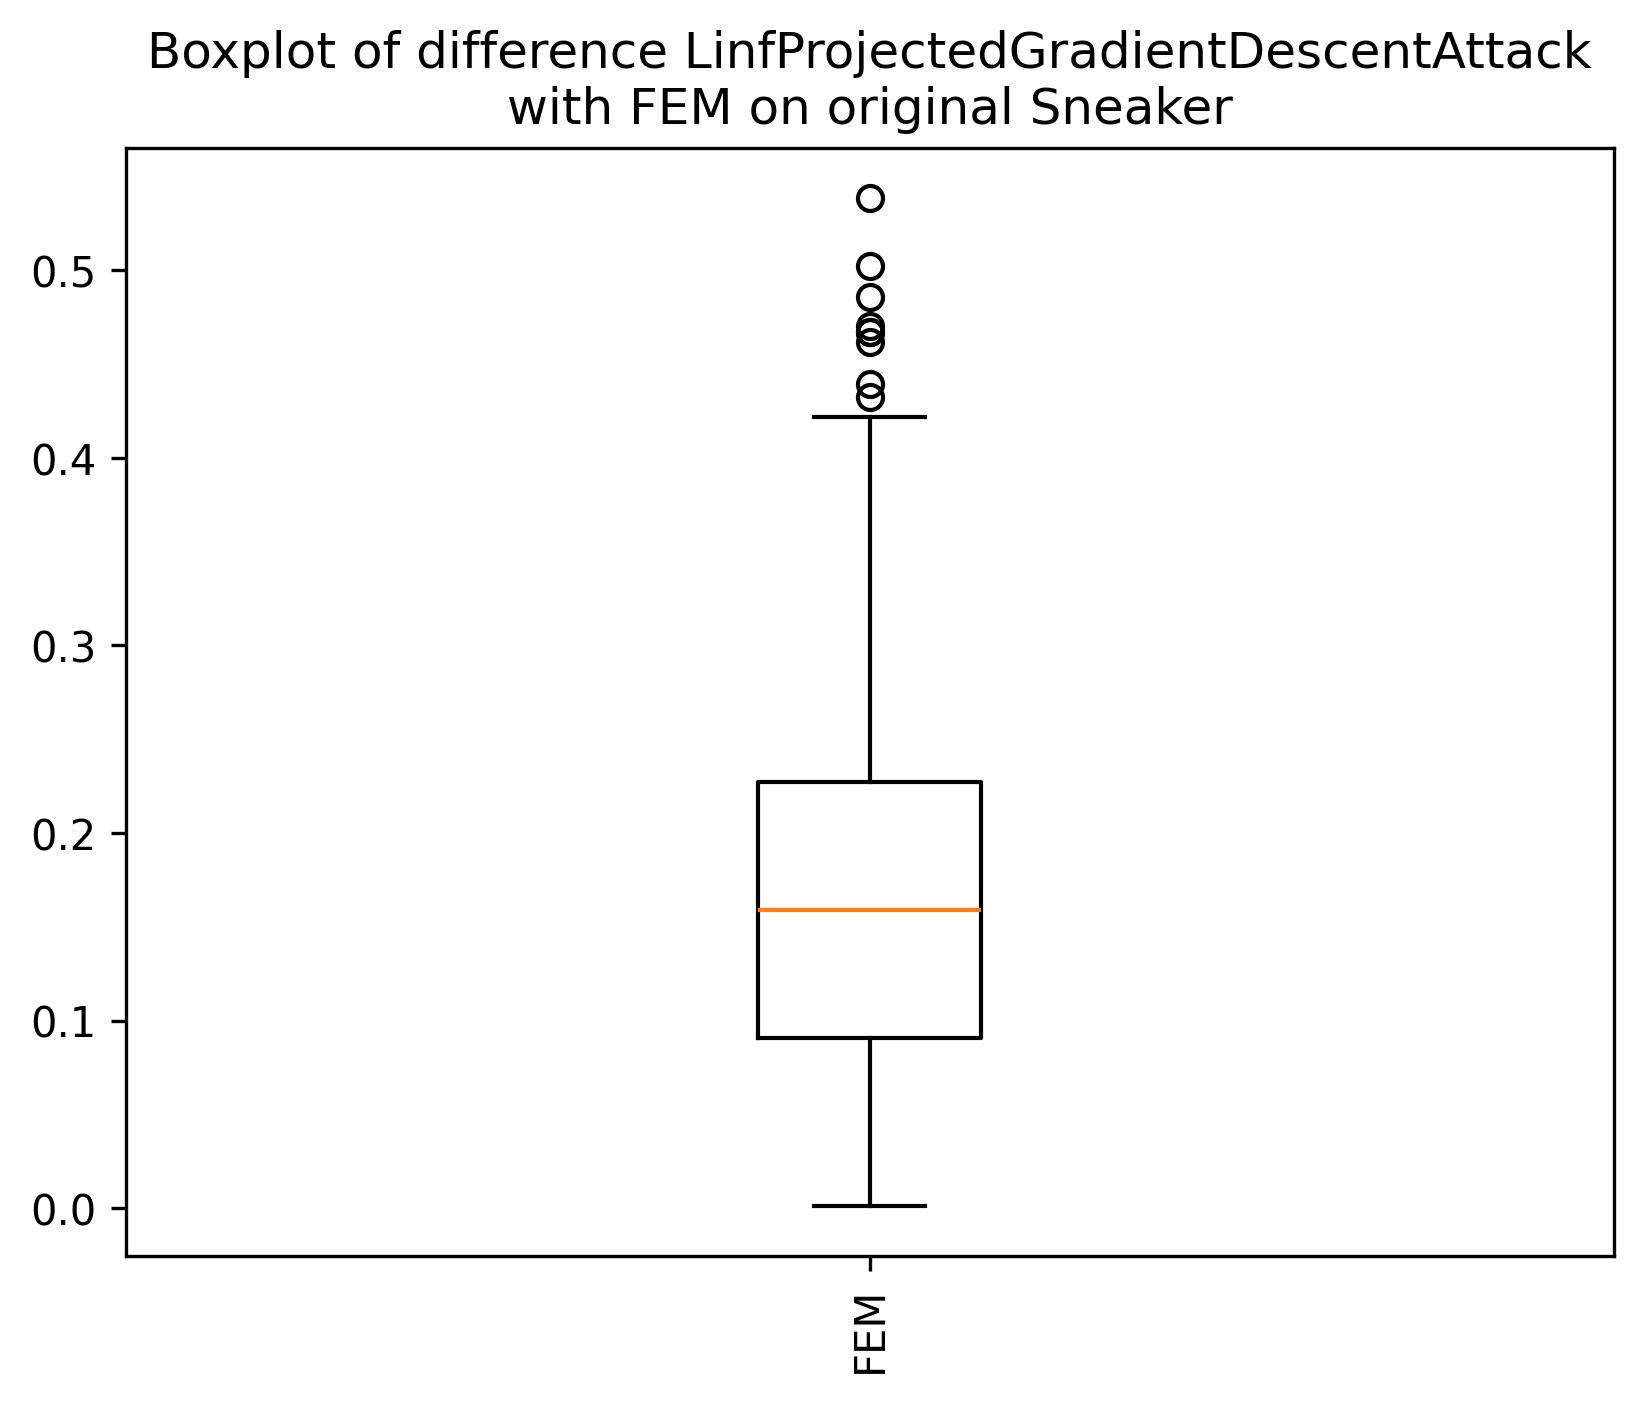 Boxplot of difference LinfProjectedGradientDescentAttack
with FEM on original Sneaker
0.5
0.4
0.3
0.2
0.1
0.0
FEM